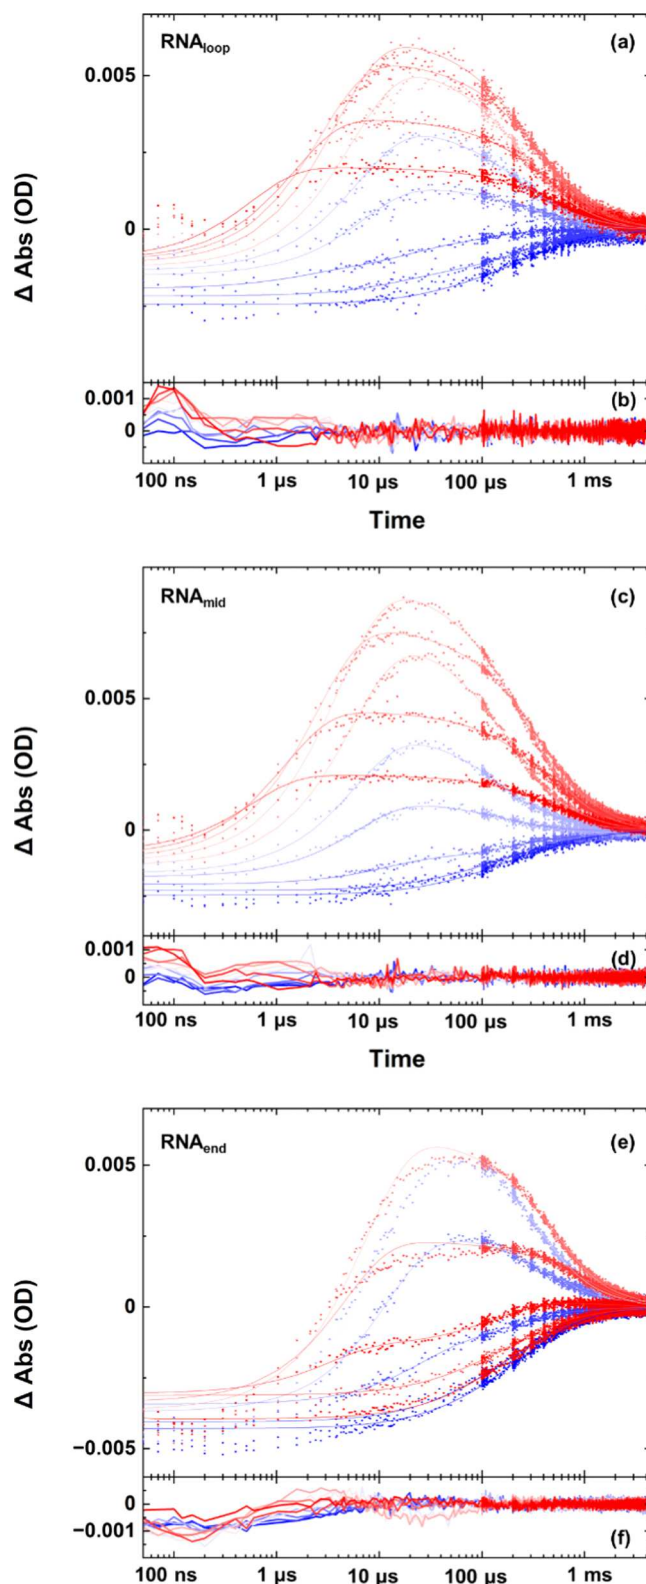 RNAloop
(a)
0.005
Δ Abs (OD)
0
(b)
0.001
0
100 ns 1 µs 10 µs 100 µs 1 ms
Time
RNAmid
(c)
0.005
Δ Abs (OD)
0
(d)
0.001
0
100 ns 1 µs 10 µs 100 µs 1 ms
Time
RNAend
(e)
0.005
Δ Abs (OD)
0
−0.005
0
−0.001
(f)
100 ns 1 µs 10 µs 100 µs 1 ms